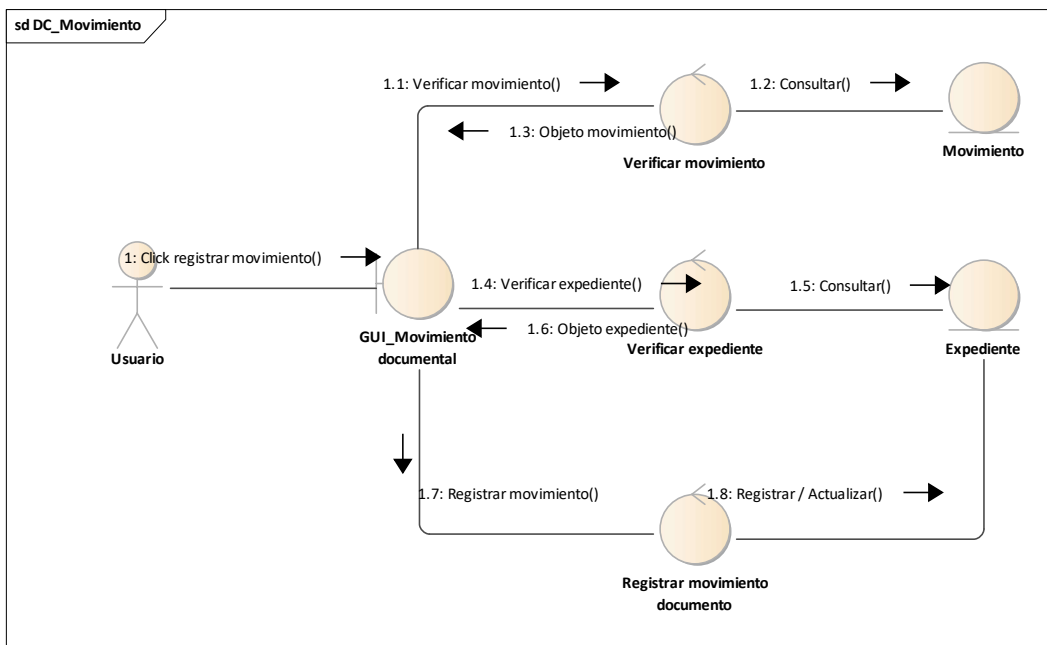 sd DC_Movimiento
1.1: Verificar movimiento()
1.2: Consultar()
1.3: Objeto movimiento()
Verificar movimiento
Movimiento
1: Click registrar movimiento()
1.4: Verificar expediente()
1.5: Consultar()
1.6: Objeto expediente()
Usuario
GUI_Movimiento
documental
Verificar expediente
Expediente
1.7: Registrar movimiento()
1.8: Registrar / Actualizar()
Registrar movimiento
documento